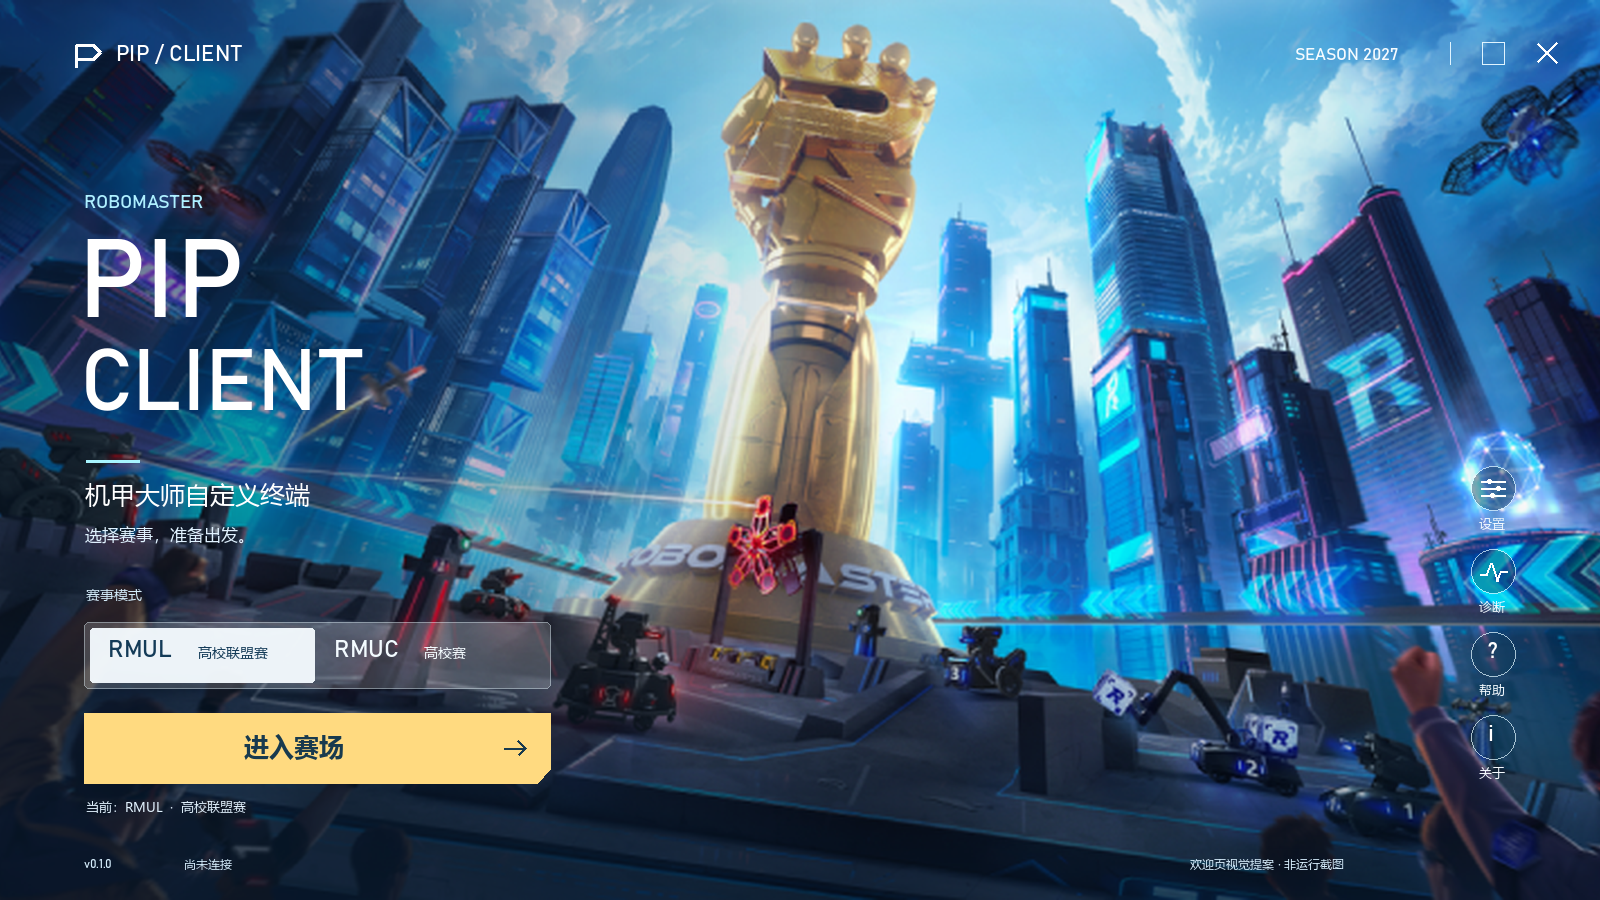 PIP / CLIENT
SEASON 2027
ROBOMASTER
PIP
CLIENT
机甲大师自定义终端
选择赛事，准备出发。
赛事模式
RMUL 高校联盟赛
RMUC 高校赛
进入赛场
当前：RMUL · 高校联盟赛
v0.1.0
尚未连接
设置
诊断
?
帮助
i
关于
欢迎页视觉提案 · 非运行截图
ROBOMASTER
R
R
R
3
2
1